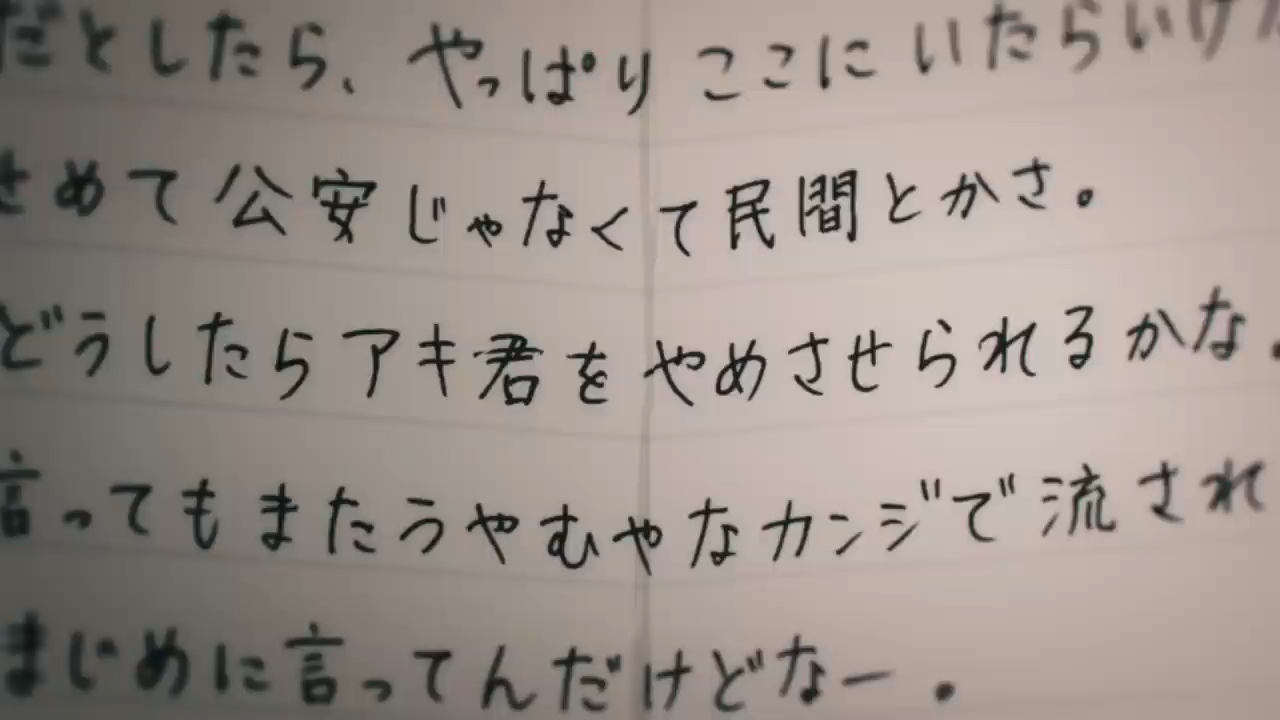 だとしたら、やっぱりここにいたらいけ
さめて公安じゃなくて民間とかさ。
どうしたらアキ君をやめさせられるかな.
言ってもまたうやむやなカンジで流され
まじめに言ってんだけどなー.